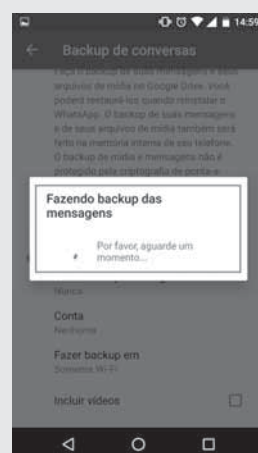 14:59
Backup de conversas
Faça o backup de suas mensagens e seus
arquivos de mídia no Google Drive. Você
poderá restaurá-los quando reinstalar o
WhatsApp. O backup de suas mensagens
e de seus arquivos de mídia também será
feito na memória interna de seu telefone.
O backup de mídia e mensagens não é
protegido pela criptografia de ponta-a-
Fazendo backup das
mensagens
Por favor, aguarde um
momento...
Nunca
Conta
Nenhuma
Fazer backup em
Somente Wi-Fi
Incluir vídeos